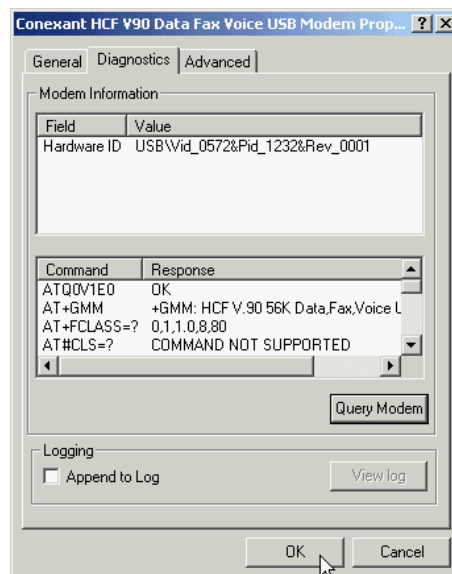 Conexant HCF V90 Data Fax Voice USB Modem Prop...
General Diagnostics Advanced
Modem Information
Field Value
Hardware ID USB\Vid_0572&Pid_1232&Rev_0001
Command Response
ATQ0V1E0 OK
AT+GMM +GMM: HCF V.90 56K Data,Fax,Voice U
AT+FCLASS=? 0,1,1.0,8,80
AT#CLS=? COMMAND NOT SUPPORTED
Query Modem
Logging
Append to Log View log
OK Cancel